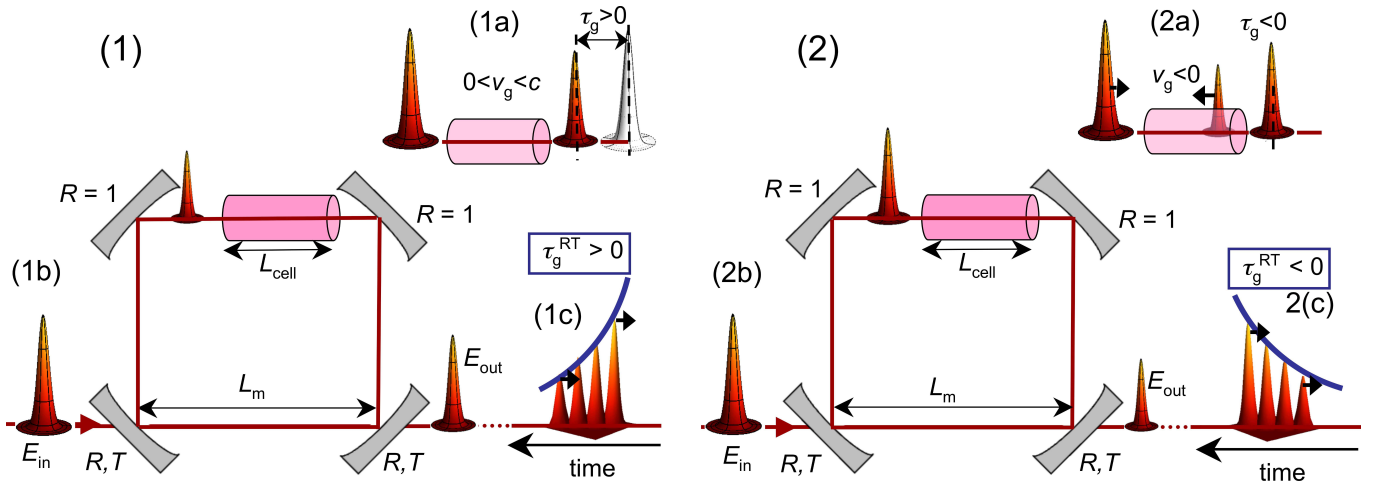 (1)
(1a)
τg>0
0<vg<c
R = 1
R = 1
Lcell
(1b)
τgRT > 0
(1c)
Eout
Lm
Ein
R,T
R,T
time
(2)
(2a)
τg<0
vg<0
R = 1
R = 1
Lcell
(2b)
τgRT < 0
2(c)
Eout
Lm
Ein
R,T
R,T
time